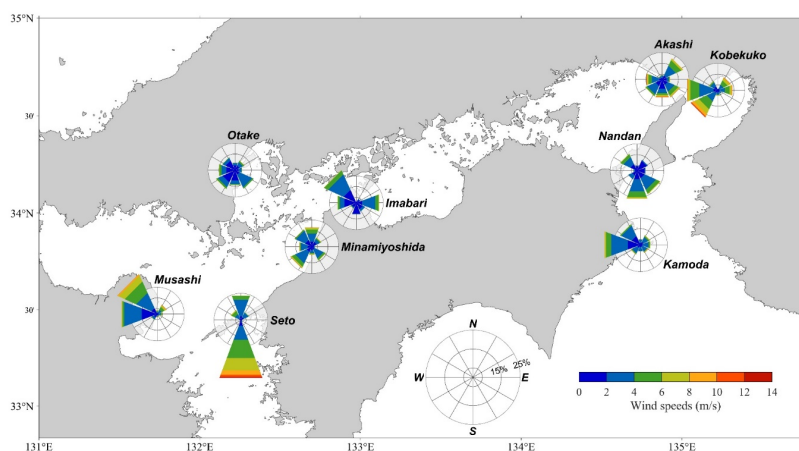 35°N
Akashi
Kobekuko
30'
Nandan
Otake
Imabari
34°N
Minamiyoshida
Kamoda
Musashi
30'
Seto
N
15% 25%
W E
S
0 2 4 6 8 10 12 14
Wind speeds (m/s)
33°N
131°E 132°E 133°E 134°E 135°E